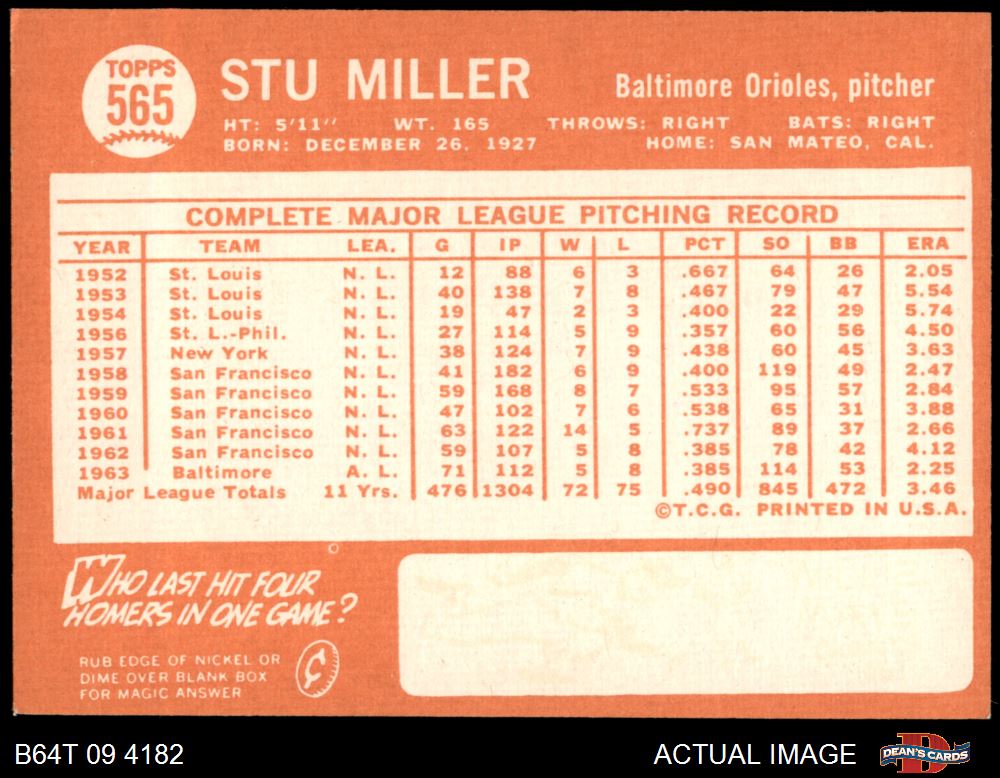 TOPPS
565
STU MILLER
Baltimore Orioles, pitcher
HT: 5'11" WT. 165 THROWS: RIGHT BATS: RIGHT
BORN: DECEMBER 26, 1927 HOME: SAN MATEO, CAL.
COMPLETE MAJOR LEAGUE PITCHING RECORD
YEAR TEAM LEA. G IP W L PCT SO BB ERA
1952 St. Louis N. L. 12 88 6 3 .667 64 26 2.05
1953 St. Louis N. L. 40 138 7 8 .467 79 47 5.54
1954 St. Louis N. L. 19 47 2 3 .400 22 29 5.74
1956 St. L.-Phil. N. L. 27 114 5 9 .357 60 56 4.50
1957 New York N. L. 38 124 7 9 .438 60 45 3.63
1958 San Francisco N. L. 41 182 6 9 .400 119 49 2.47
1959 San Francisco N. L. 59 168 8 7 .533 95 57 2.84
1960 San Francisco N. L. 47 102 7 6 .538 65 31 3.88
1961 San Francisco N. L. 63 122 14 5 .737 89 37 2.66
1962 San Francisco N. L. 59 107 5 8 .385 78 42 4.12
1963 Baltimore A. L. 71 112 5 8 .385 114 53 2.25
Major League Totals 11 Yrs. 476 1304 72 75 .490 845 472 3.46
©T.C.G. PRINTED IN U.S.A.
WHO LAST HIT FOUR
HOMERS IN ONE GAME?
RUB EDGE OF NICKEL OR
DIME OVER BLANK BOX
FOR MAGIC ANSWER
¢
B64T 09 4182
ACTUAL IMAGE
DEAN'S CARDS